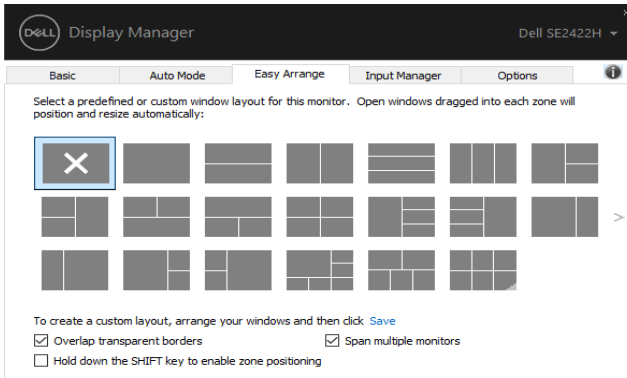 DELL Display Manager
Dell SE2422H
Basic
Auto Mode
Easy Arrange
Input Manager
Options
Select a predefined or custom window layout for this monitor. Open windows dragged into each zone will
position and resize automatically:
To create a custom layout, arrange your windows and then click Save
Overlap transparent borders
Span multiple monitors
Hold down the SHIFT key to enable zone positioning